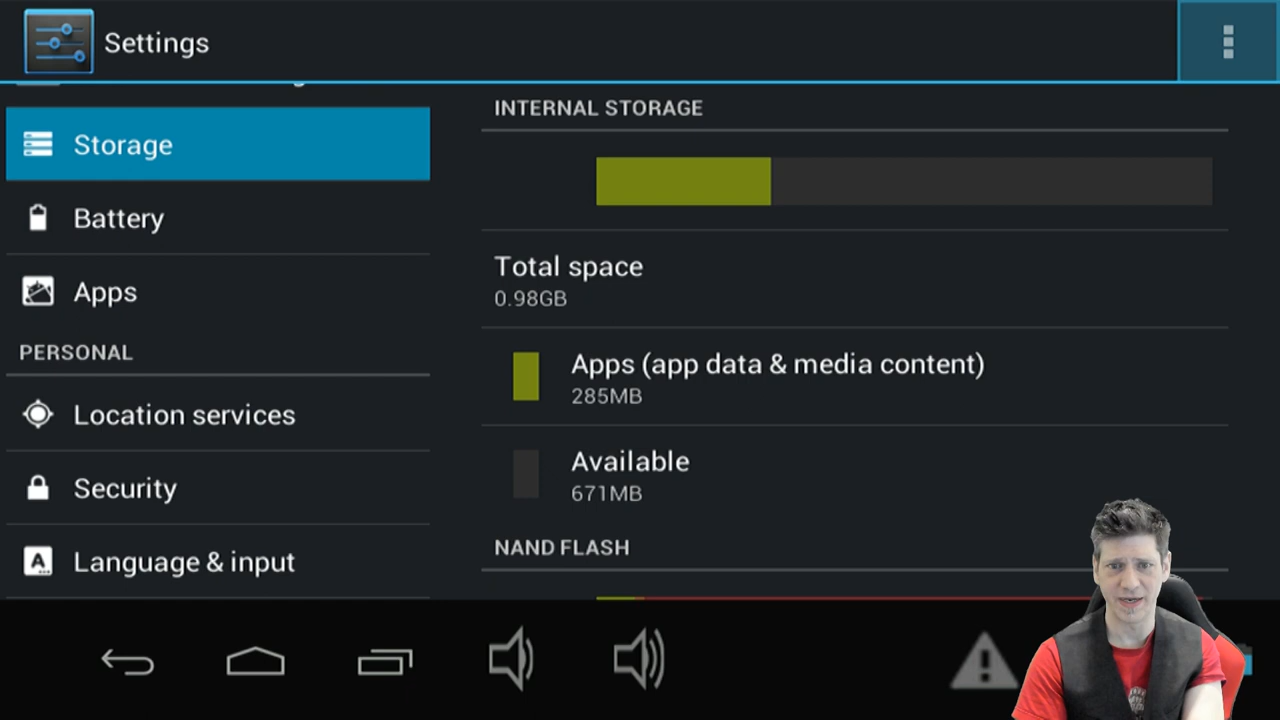 Settings
Storage
Battery
Apps
PERSONAL
Location services
Security
Language & input
INTERNAL STORAGE
Total space
0.98GB
Apps (app data & media content)
285MB
Available
671MB
NAND FLASH